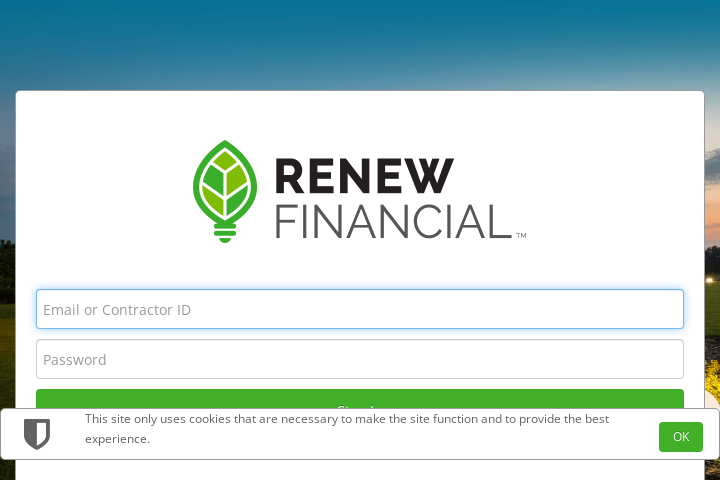 RENEW
FINANCIAL™
Email or Contractor ID
Password
This site only uses cookies that are necessary to make the site function and to provide the best
experience.
OK